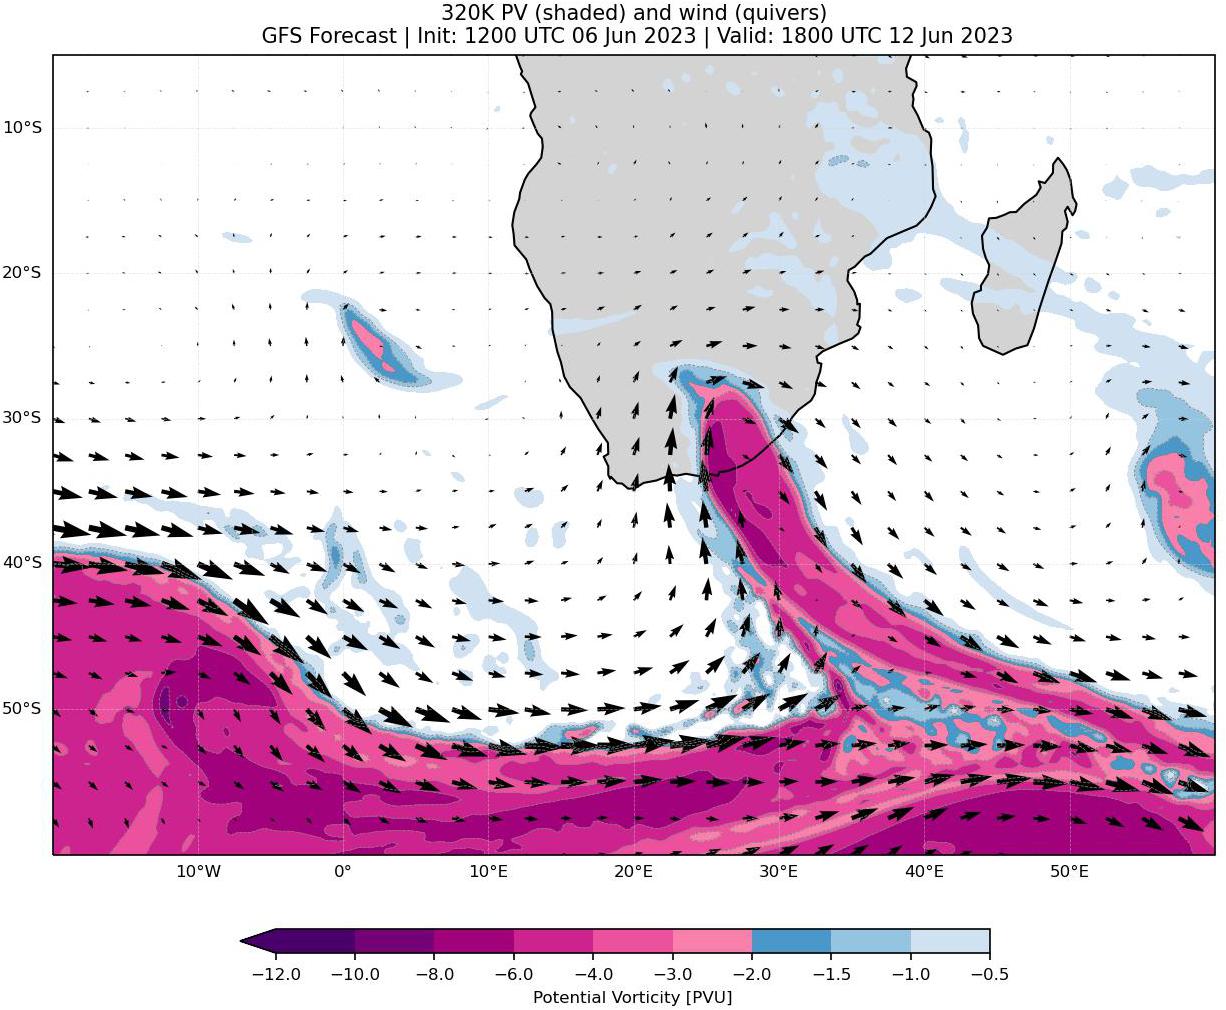 320K PV (shaded) and wind (quivers)
GFS Forecast | Init: 1200 UTC 06 Jun 2023 | Valid: 1800 UTC 12 Jun 2023
10°S
20°S
30°S
40°S
50°S
10°W 0° 10°E 20°E 30°E 40°E 50°E
−12.0 −10.0 −8.0 −6.0 −4.0 −3.0 −2.0 −1.5 −1.0 −0.5
Potential Vorticity [PVU]